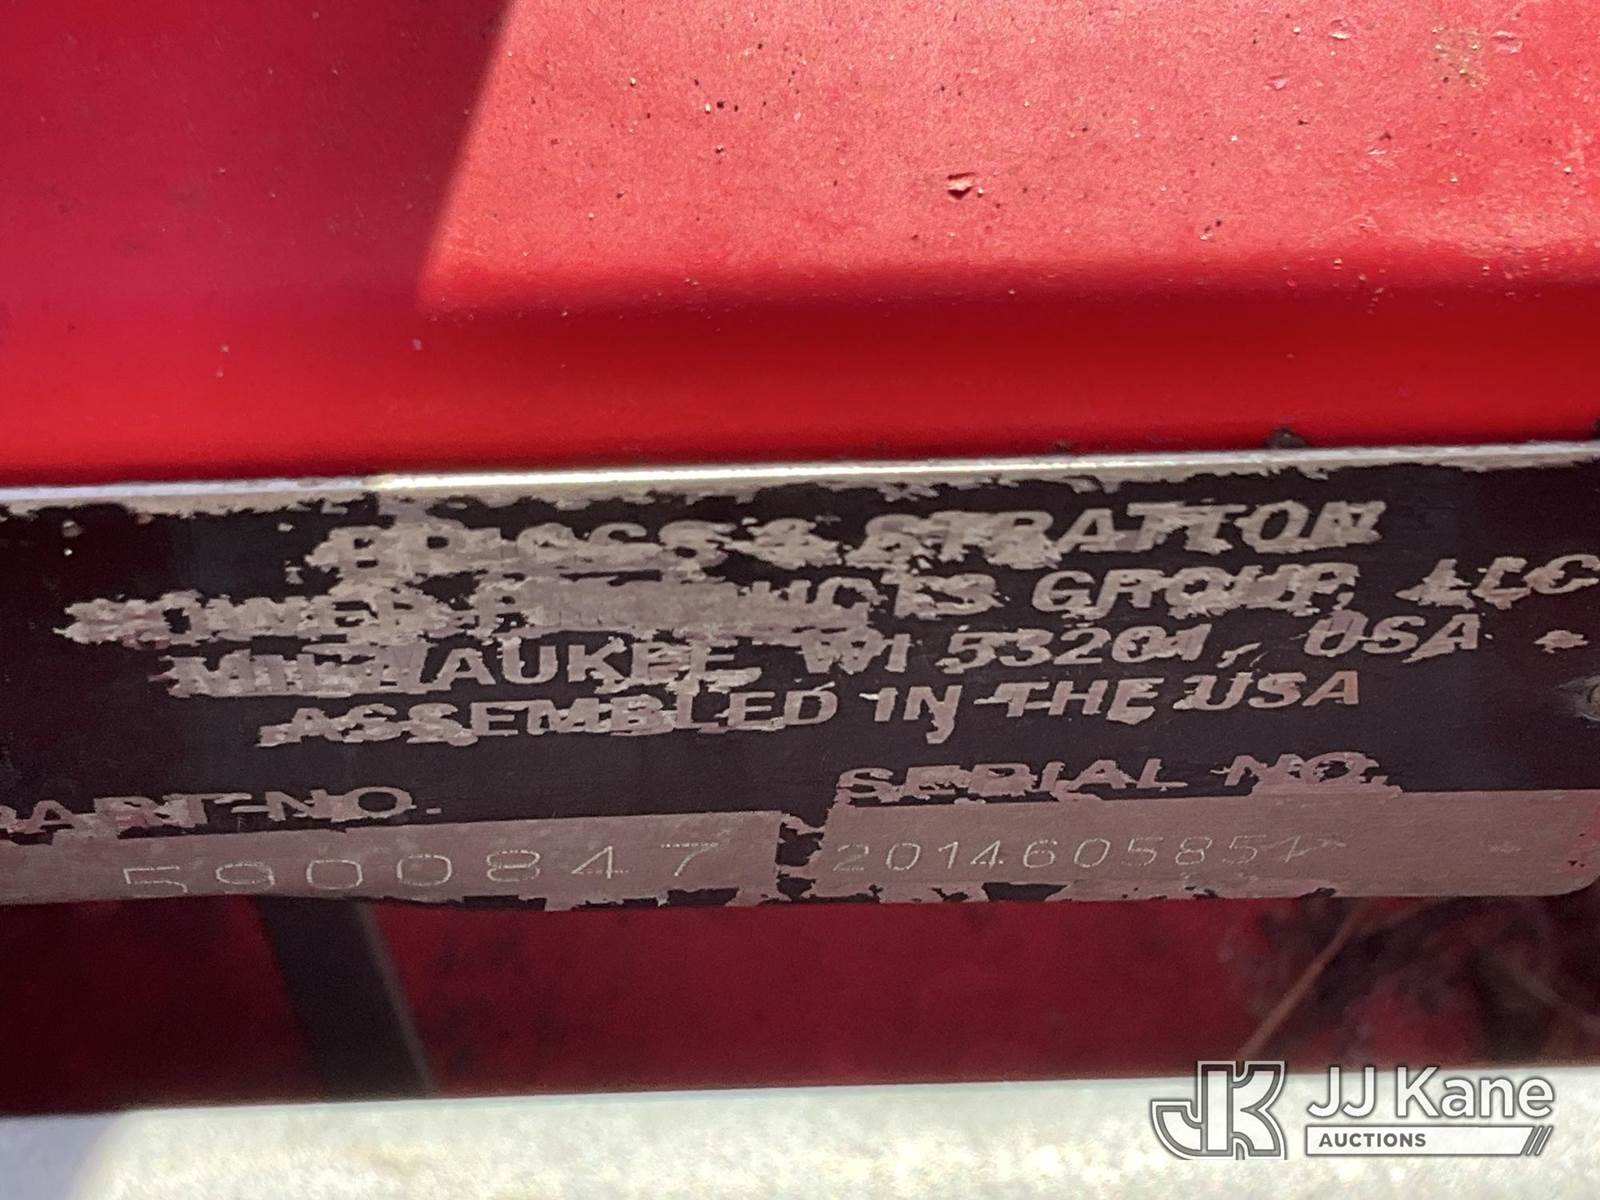 BRIGGS & STRATTON
POWER PRODUCTS GROUP, LLC
MILWAUKEE, WI 53201, USA
ASSEMBLED IN THE USA
PART NO.
SERIAL NO.
5900847
2014605851
JJ Kane
AUCTIONS